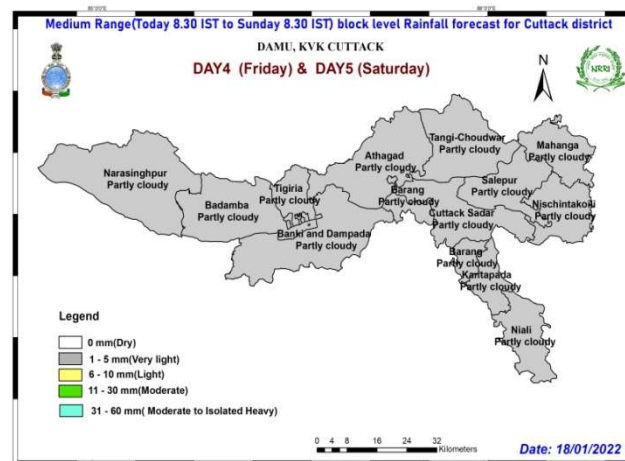 Medium Range(Today 8.30 IST to Sunday 8.30 IST) block level Rainfall forecast for Cuttack district
DAMU, KVK CUTTACK
DAY4 (Friday) & DAY5 (Saturday)
NRRI
N
Tangi-Choudwar
Partly cloudy
Mahanga
Partly cloudy
Athagad
Partly cloudy
Narasinghpur
Partly cloudy
Salepur
Partly cloudy
Tigiria
Partly cloudy
Barang
Partly cloudy
Badamba
Partly cloudy
Nischintakoili
Partly cloudy
Cuttack Sadar
Partly cloudy
Banki and Dampada
Partly cloudy
Barang
Partly cloudy
Kantapada
Partly cloudy
Niali
Partly cloudy
Legend
0 mm(Dry)
1 - 5 mm(Very light)
6 - 10 mm(Light)
11 - 30 mm(Moderate)
31 - 60 mm( Moderate to Isolated Heavy)
0 4 8 16 24 32
Kilometers
Date: 18/01/2022